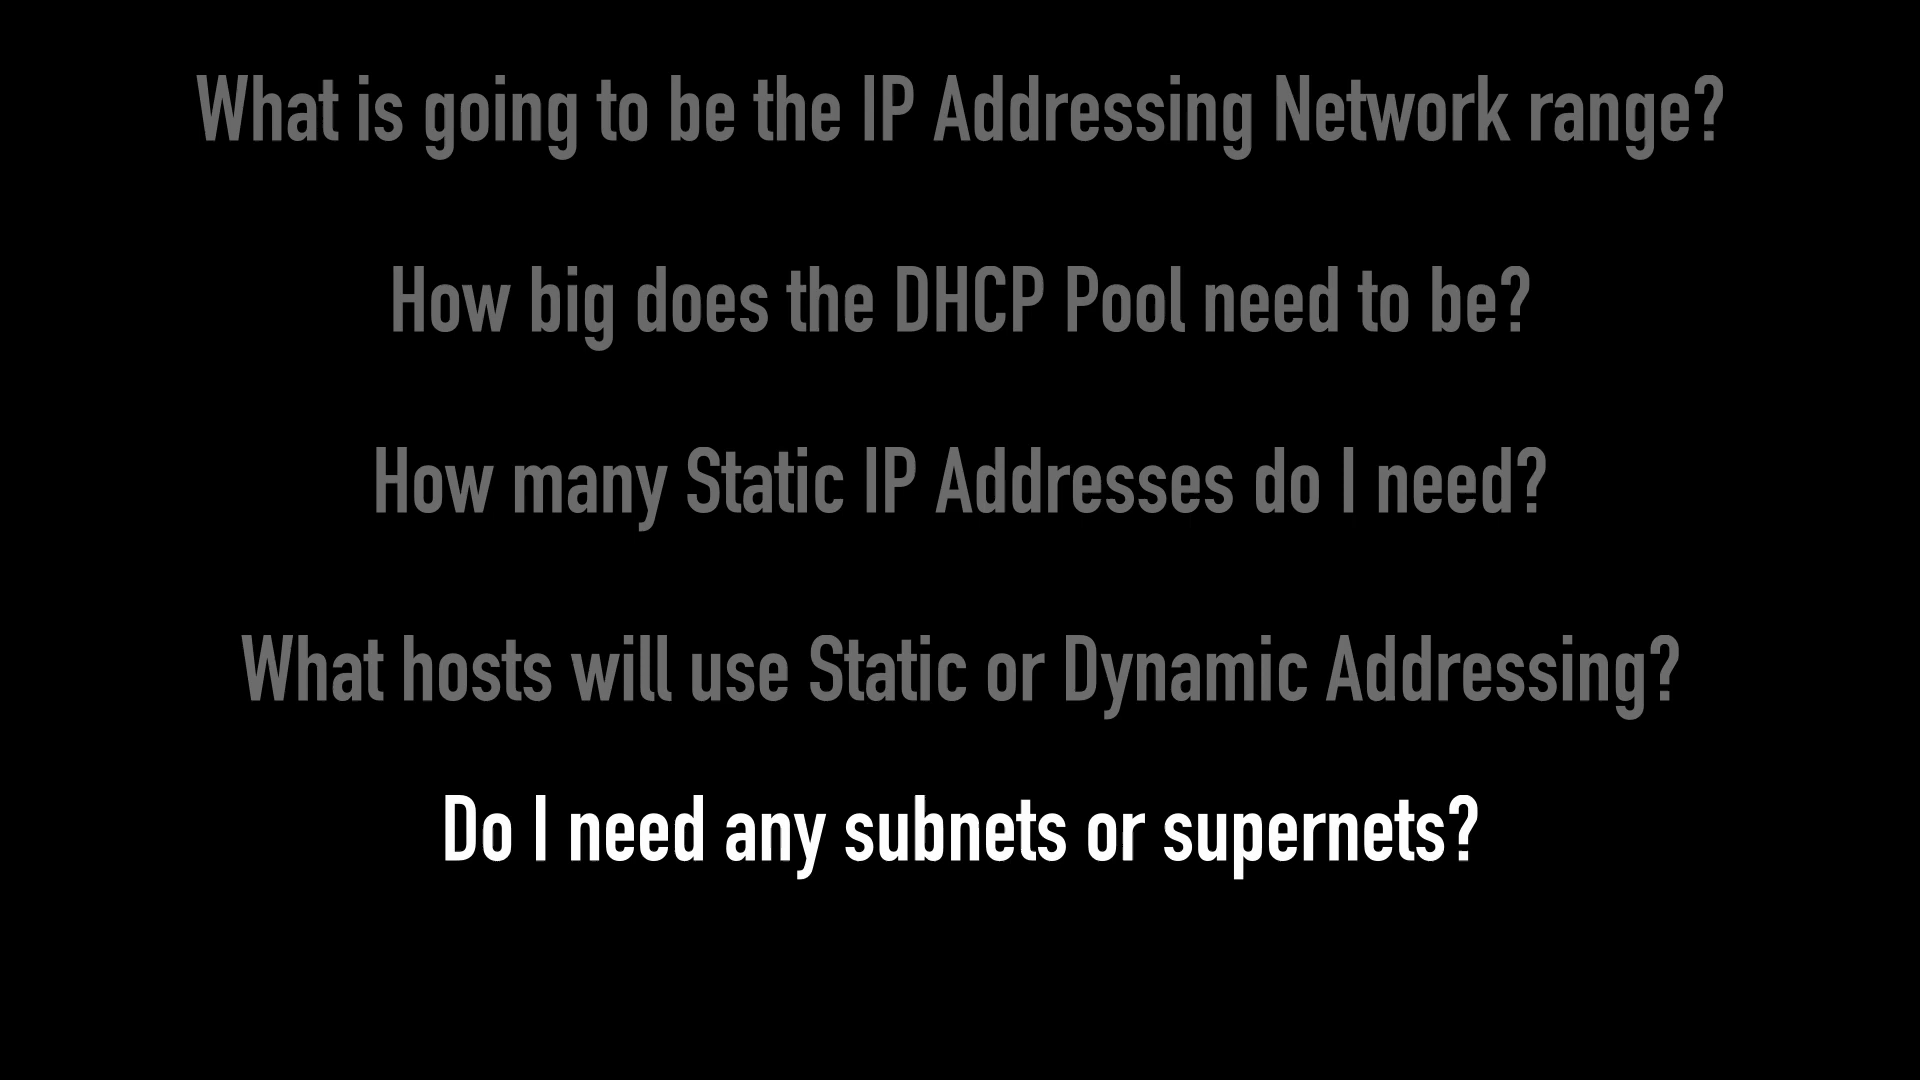 What is going to be the IP Addressing Network range?
How big does the DHCP Pool need to be?
How many Static IP Addresses do I need?
What hosts will use Static or Dynamic Addressing?
Do I need any subnets or supernets?